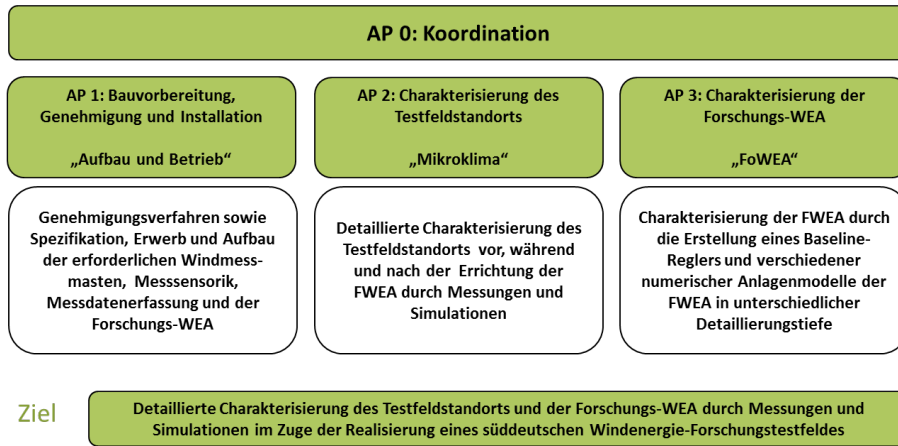 AP 0: Koordination
AP 1: Bauvorbereitung,
Genehmigung und Installation
„Aufbau und Betrieb“
AP 2: Charakterisierung des
Testfeldstandorts
„Mikroklima“
AP 3: Charakterisierung der
Forschungs-WEA
„FoWEA“
Genehmigungsverfahren sowie
Spezifikation, Erwerb und Aufbau
der erforderlichen Windmess-
masten, Messsensorik,
Messdatenerfassung und der
Forschungs-WEA
Detaillierte Charakterisierung des
Testfeldstandorts vor, während
und nach der Errichtung der
FWEA durch Messungen und
Simulationen
Charakterisierung der FWEA durch
die Erstellung eines Baseline-
Reglers und verschiedener
numerischer Anlagenmodelle der
FWEA in unterschiedlicher
Detaillierungstiefe
Ziel
Detaillierte Charakterisierung des Testfeldstandorts und der Forschungs-WEA durch Messungen und
Simulationen im Zuge der Realisierung eines süddeutschen Windenergie-Forschungstestfeldes